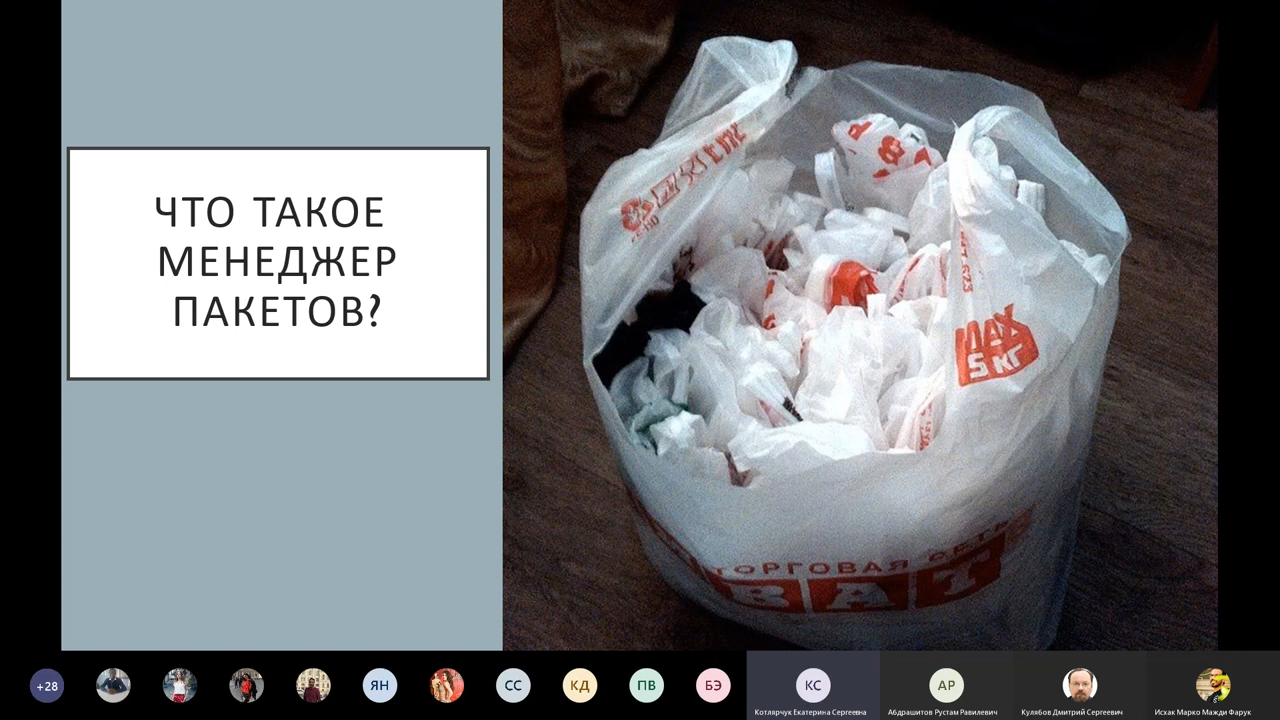 ЧТО ТАКОЕ
МЕНЕДЖЕР
ПАКЕТОВ?
MAX
5 КГ
ТОРГОВАЯ СЕТЬ
ВАТ
+28
ЯН
СС
КД
ПВ
БЭ
КС
АР
Котлярчук Екатерина Сергеевна
Абдрашитов Рустам Равилевич
Кулябов Дмитрий Сергеевич
Исхак Марко Мажди Фарук